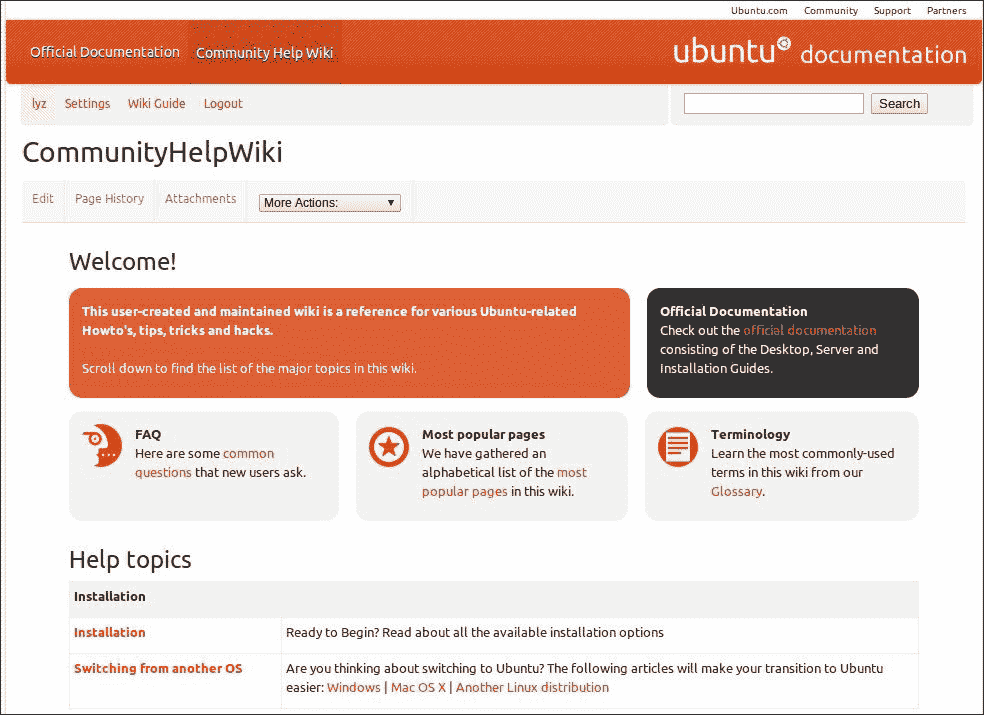 Ubuntu.com Community Support Partners
Official Documentation Community Help Wiki
ubuntu documentation
lyz Settings Wiki Guide Logout
Search
CommunityHelpWiki
Edit Page History Attachments More Actions:
Welcome!
This user-created and maintained wiki is a reference for various Ubuntu-related
Howto's, tips, tricks and hacks.
Scroll down to find the list of the major topics in this wiki.
Official Documentation
Check out the official documentation
consisting of the Desktop, Server and
Installation Guides.
FAQ
Here are some common
questions that new users ask.
Most popular pages
We have gathered an
alphabetical list of the most
popular pages in this wiki.
Terminology
Learn the most commonly-used
terms in this wiki from our
Glossary.
Help topics
Installation
Installation Ready to Begin? Read about all the available installation options
Switching from another OS Are you thinking about switching to Ubuntu? The following articles will make your transition to Ubuntu
easier: Windows | Mac OS X | Another Linux distribution